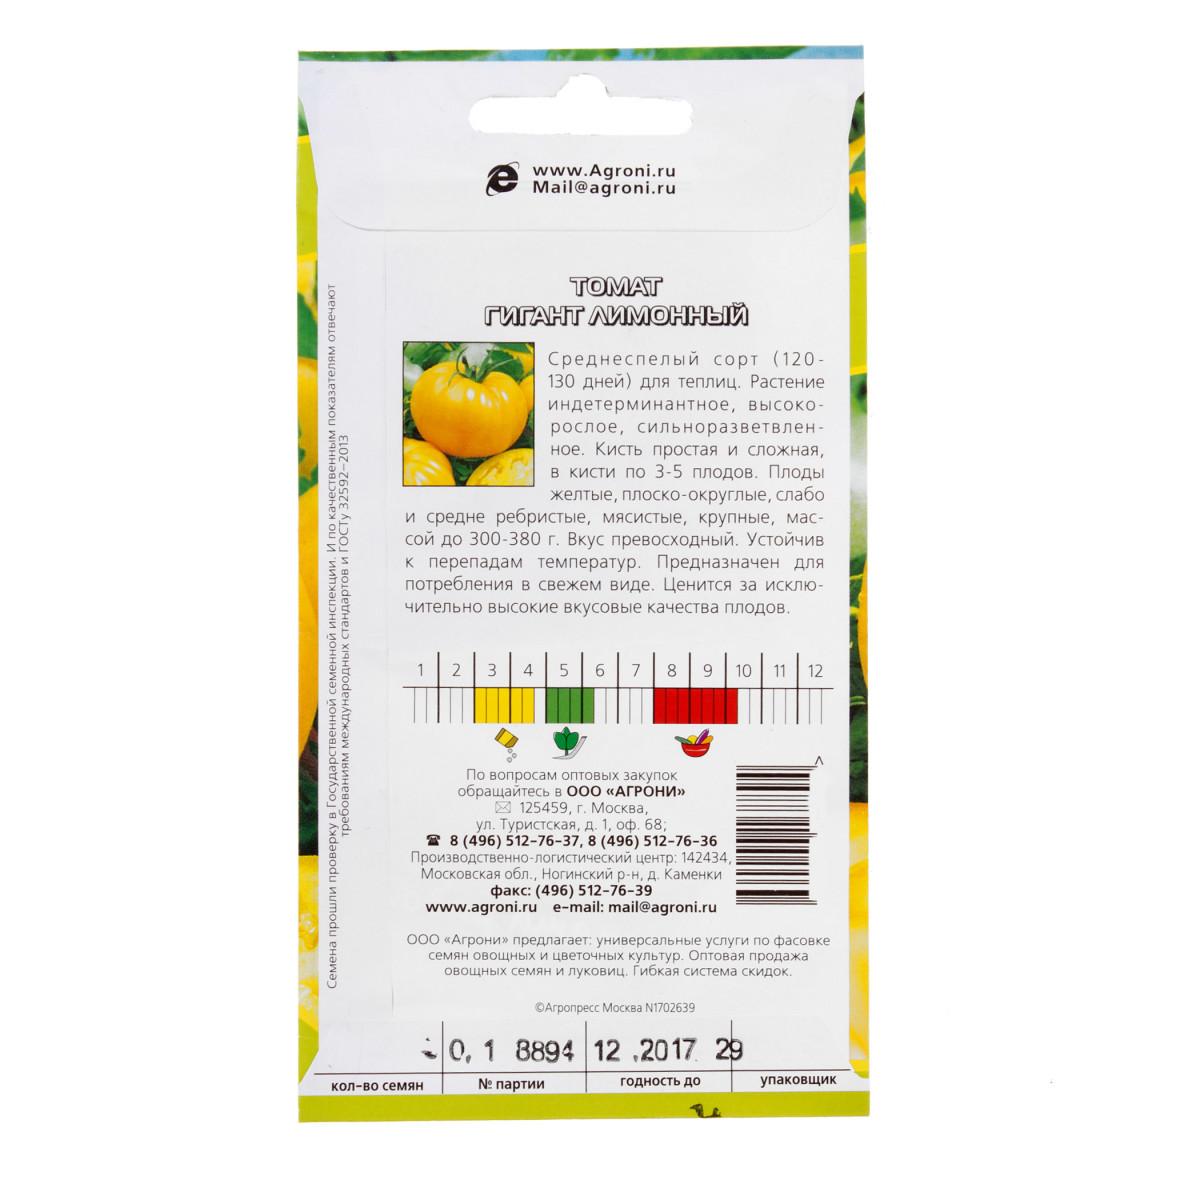 www.Agroni.ru
Mail@agroni.ru
ТОМАТ
ГИГАНТ ЛИМОННЫЙ
Среднеспелый сорт (120-
130 дней) для теплиц. Растение
индетерминантное, высоко-
рослое, сильноразветвлен-
ное. Кисть простая и сложная,
в кисти по 3-5 плодов. Плоды
желтые, плоско-округлые, слабо
и средне ребристые, мясистые, крупные, мас-
сой до 300-380 г. Вкус превосходный. Устойчив
к перепадам температур. Предназначен для
потребления в свежем виде. Ценится за исклю-
чительно высокие вкусовые качества плодов.
1 2 3 4 5 6 7 8 9 10 11 12
По вопросам оптовых закупок
обращайтесь в ООО «АГРОНИ»
125459, г. Москва,
ул. Туристская, д. 1, оф. 68;
8 (496) 512-76-37, 8 (496) 512-76-36
Производственно-логистический центр: 142434,
Московская обл., Ногинский р-н, д. Каменки
факс: (496) 512-76-39
www.agroni.ru e-mail: mail@agroni.ru
ООО «Агрони» предлагает: универсальные услуги по фасовке
семян овощных и цветочных культур. Оптовая продажа
овощных семян и луковиц. Гибкая система скидок.
©Агропресс Москва N1702639
0,1 8894 12.2017 29
кол-во семян № партии годность до упаковщик
Семена прошли проверку в Государственной семенной инспекции. И по качественным показателям отвечают
требованиям международных стандартов и ГОСТу 32592-2013